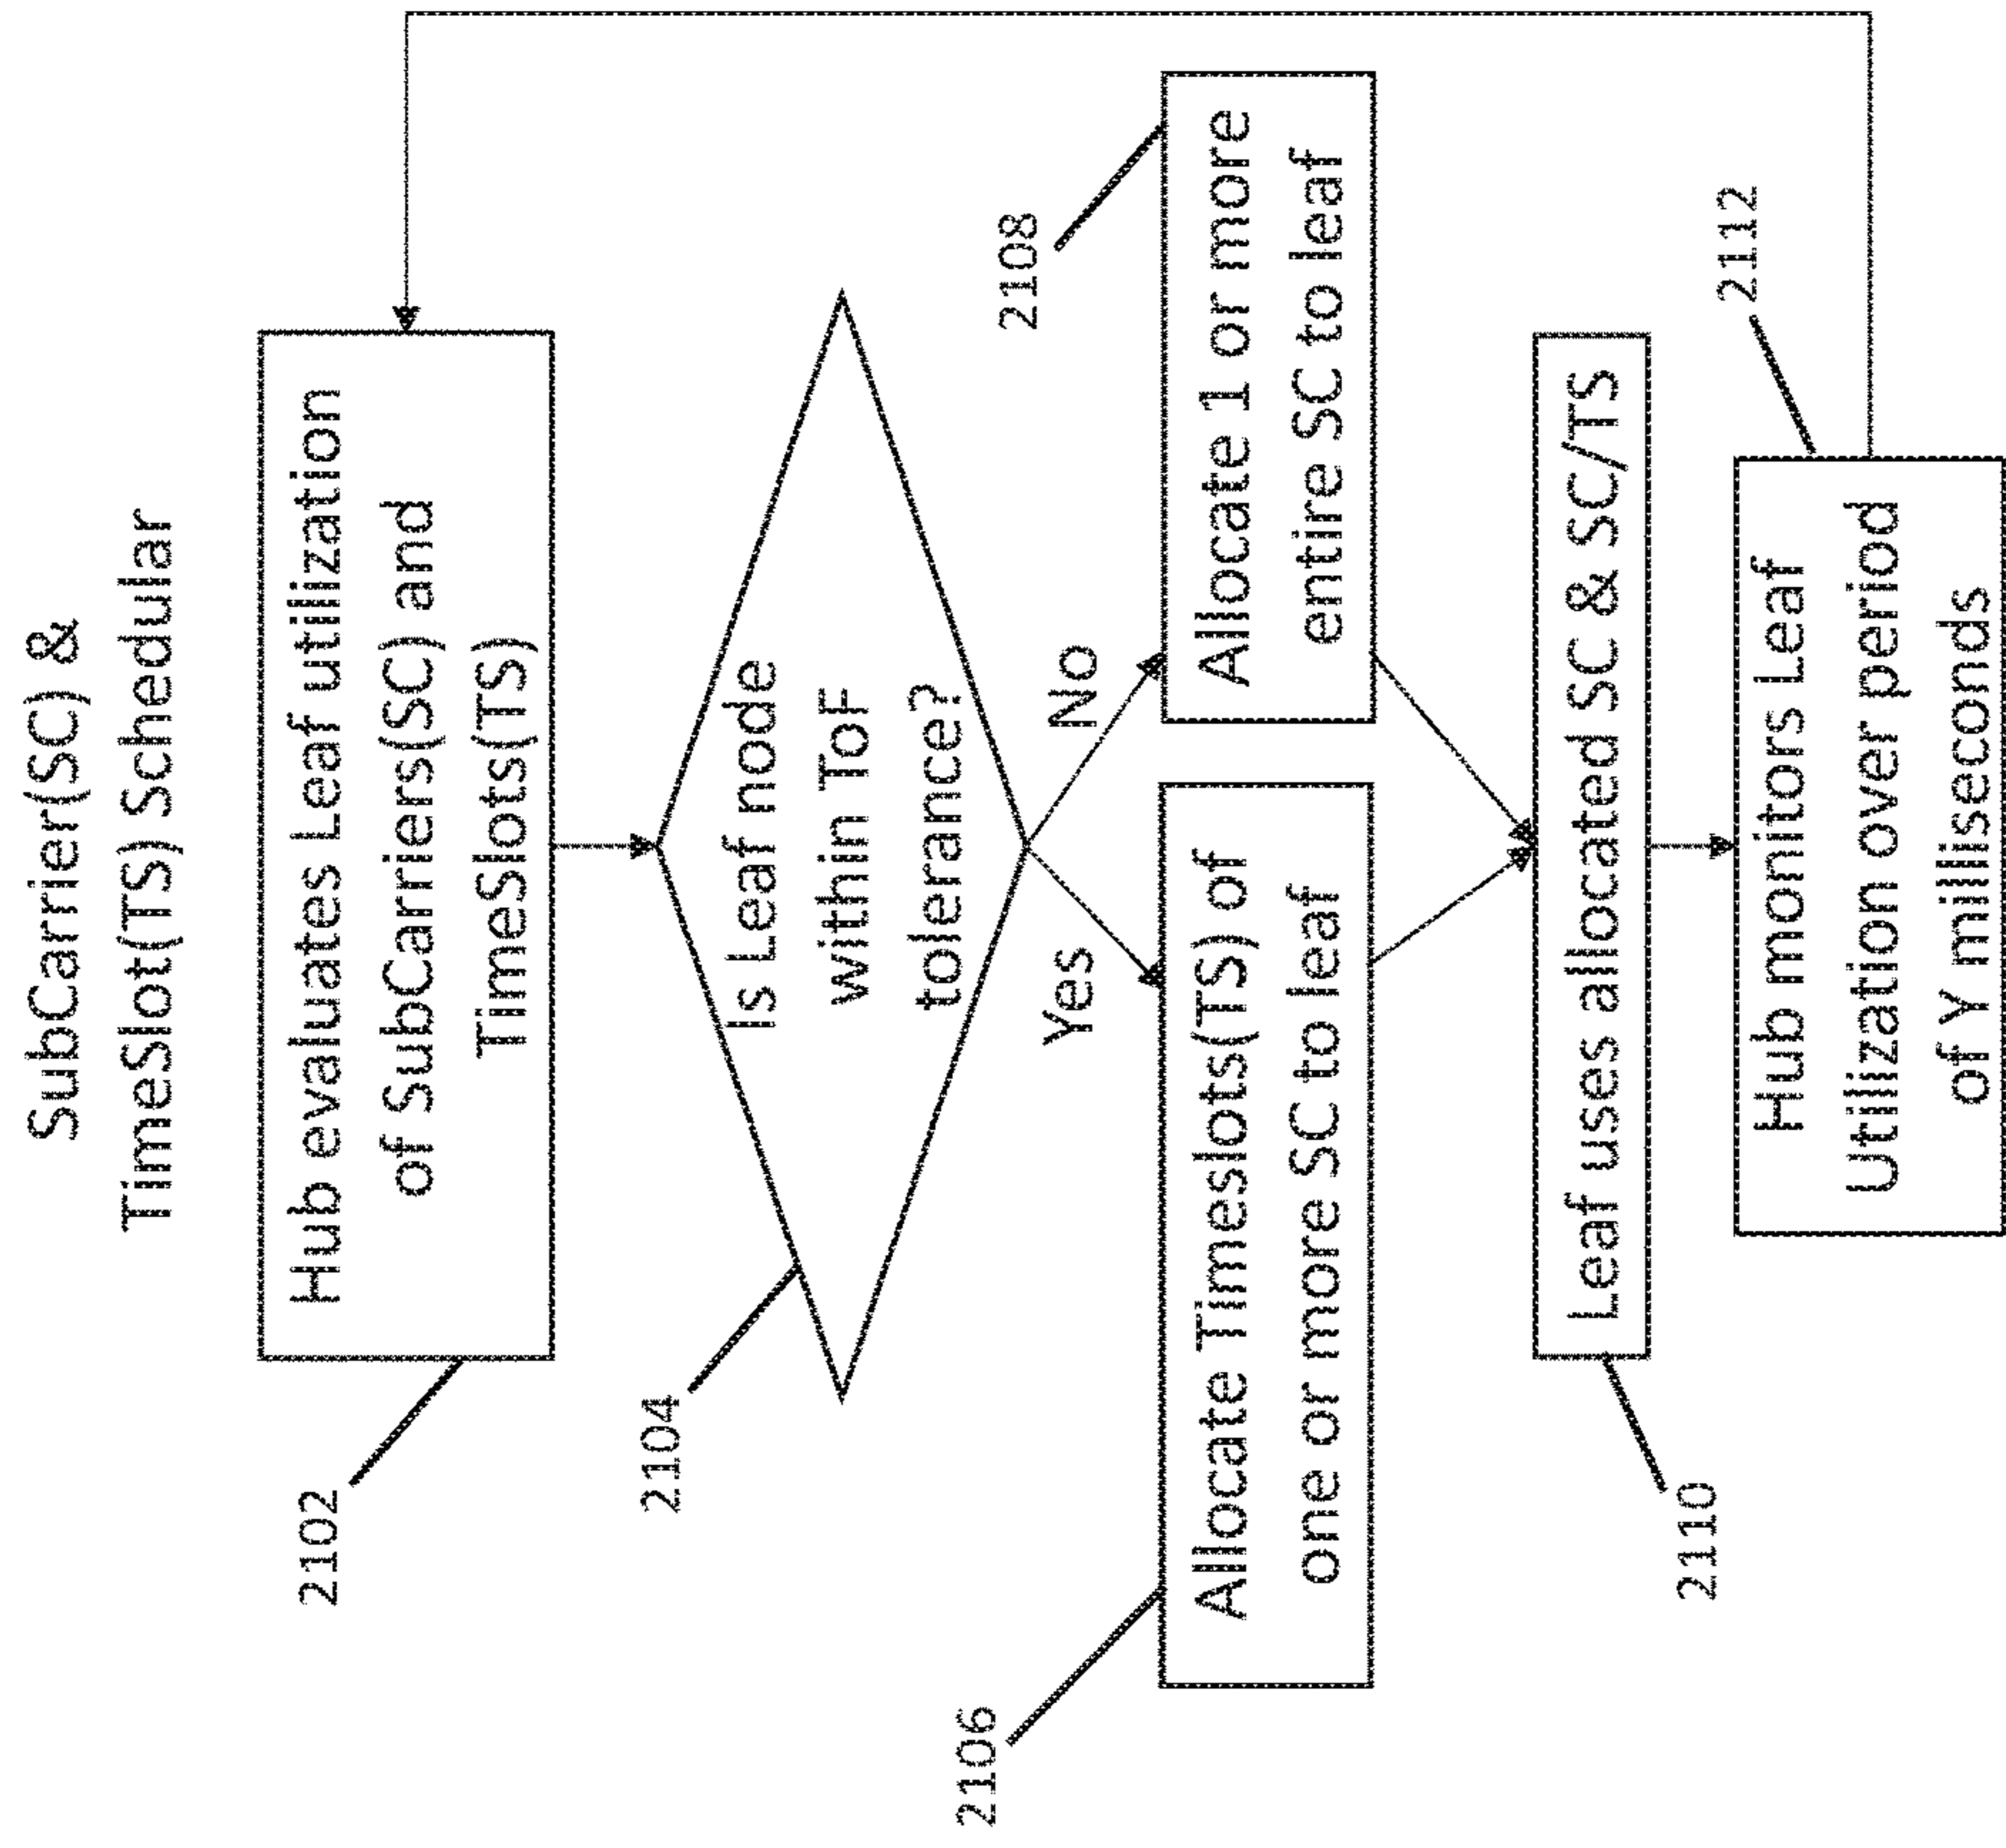 SubCarrier(SC) &
TimeSlot(TS) Schedular
2102
Hub evaluates Leaf utilization
of SubCarriers(SC) and
TimeSlots(TS)
2104
Is Leaf node
within ToF
tolerance?
Yes
No
2106
Allocate Timeslots(TS) of
one or more SC to leaf
2108
Allocate 1 or more
entire SC to leaf
2110
Leaf uses allocated SC & SC/TS
2112
Hub monitors Leaf
Utilization over period
of Y milliseconds